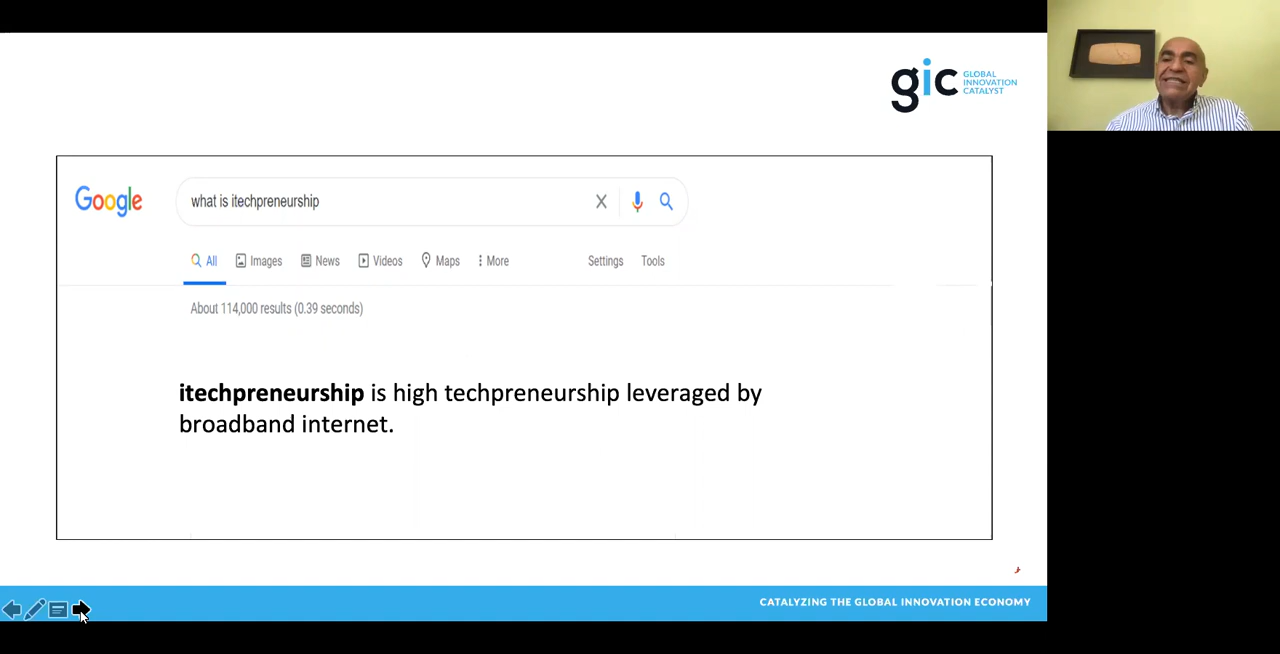 gic GLOBAL
INNOVATION
CATALYST
Google what is itechpreneurship
All Images News Videos Maps More Settings Tools
About 114,000 results (0.39 seconds)
itechpreneurship is high techpreneurship leveraged by
broadband internet.
CATALYZING THE GLOBAL INNOVATION ECONOMY